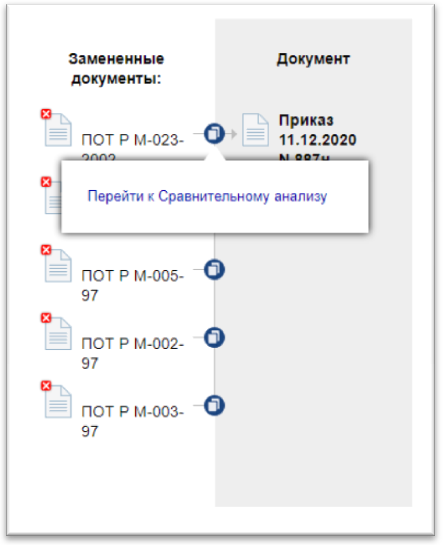 Замененные
документы:
Документ
ПОТ Р М-023-
Приказ
11.12.2020
Перейти к Сравнительному анализу
ПОТ Р М-005-
97
ПОТ Р М-002-
97
ПОТ Р М-003-
97